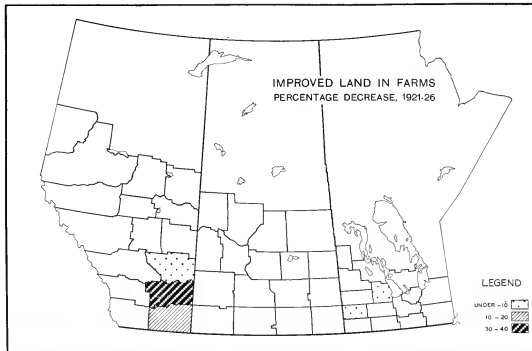 IMPROVED LAND IN FARMS
PERCENTAGE DECREASE, 1921-26
LEGEND
UNDER - 10
10 - 20
30 - 40